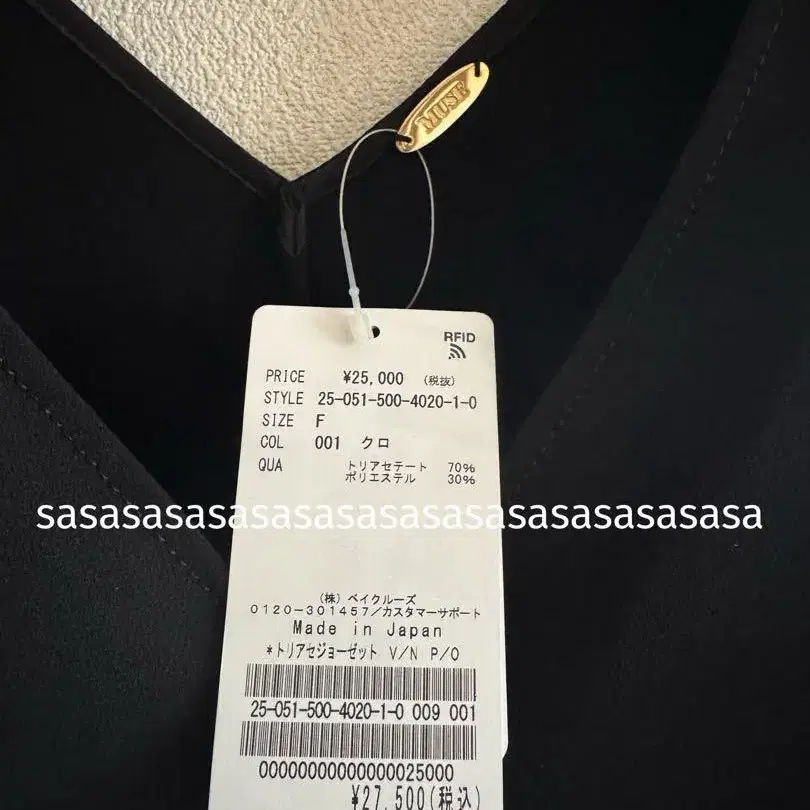 MUSE
RFID
PRICE ¥25,000 (税抜)
STYLE 25-051-500-4020-1-0
SIZE F
COL 001 クロ
QUA トリアセテート 70%
ポリエステル 30%
sasasasasasasasasasasasasasasasasasa
(株) ベイクルーズ
0120-301457/カスタマーサポート
Made in Japan
*トリアセジョーゼット V/N P/O
25-051-500-4020-1-0 009 001
00000000000000025000
¥27,500(税込)